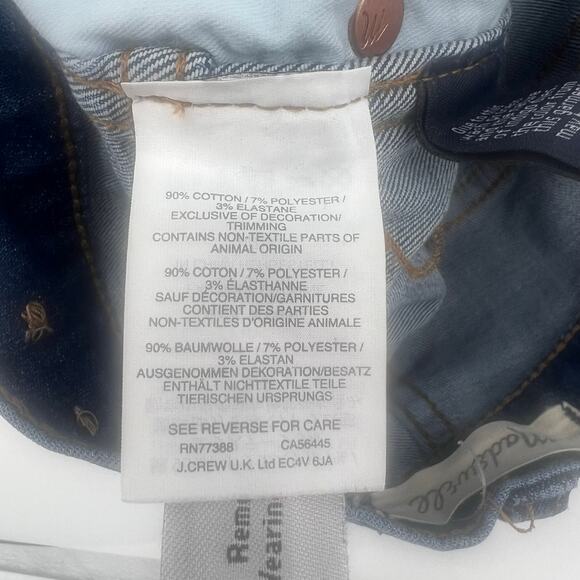 90% COTTON / 7% POLYESTER /
3% ELASTANE
EXCLUSIVE OF DECORATION/
TRIMMING
CONTAINS NON-TEXTILE PARTS OF
ANIMAL ORIGIN
90% COTON / 7% POLYESTER /
3% ÉLASTHANNE
SAUF DÉCORATION/GARNITURES
CONTIENT DES PARTIES
NON-TEXTILES D'ORIGINE ANIMALE
90% BAUMWOLLE / 7% POLYESTER /
3% ELASTAN
AUSGENOMMEN DEKORATION/BESATZ
ENTHÄLT NICHTTEXTILE TEILE
TIERISCHEN URSPRUNGS
SEE REVERSE FOR CARE
RN77388 CA56445
J.CREW U.K. Ltd EC4V 6JA
Madewell